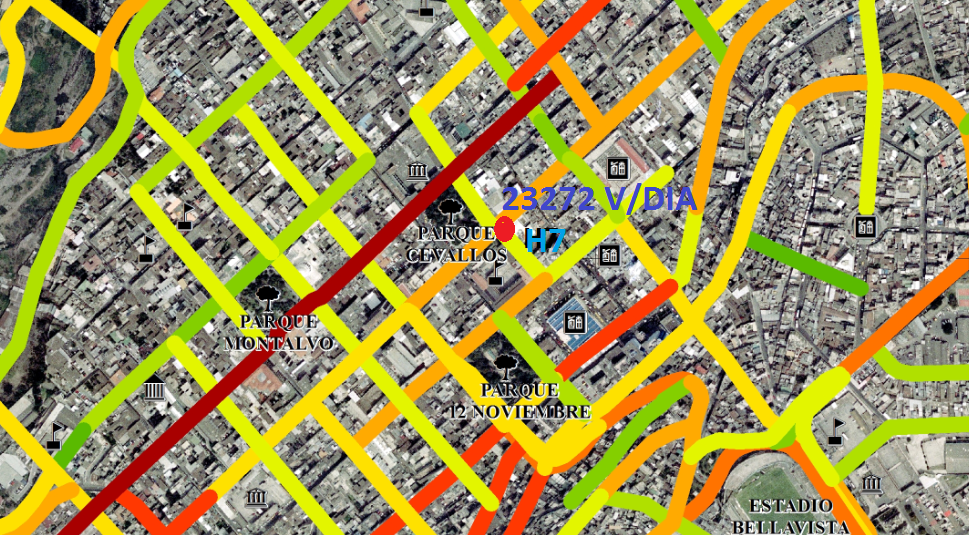 23272 V/DIA
H7
PARQUE
CEVALLOS
PARQUE
MONTALVO
PARQUE
12 NOVIEMBRE
ESTADIO
BELLAVISTA